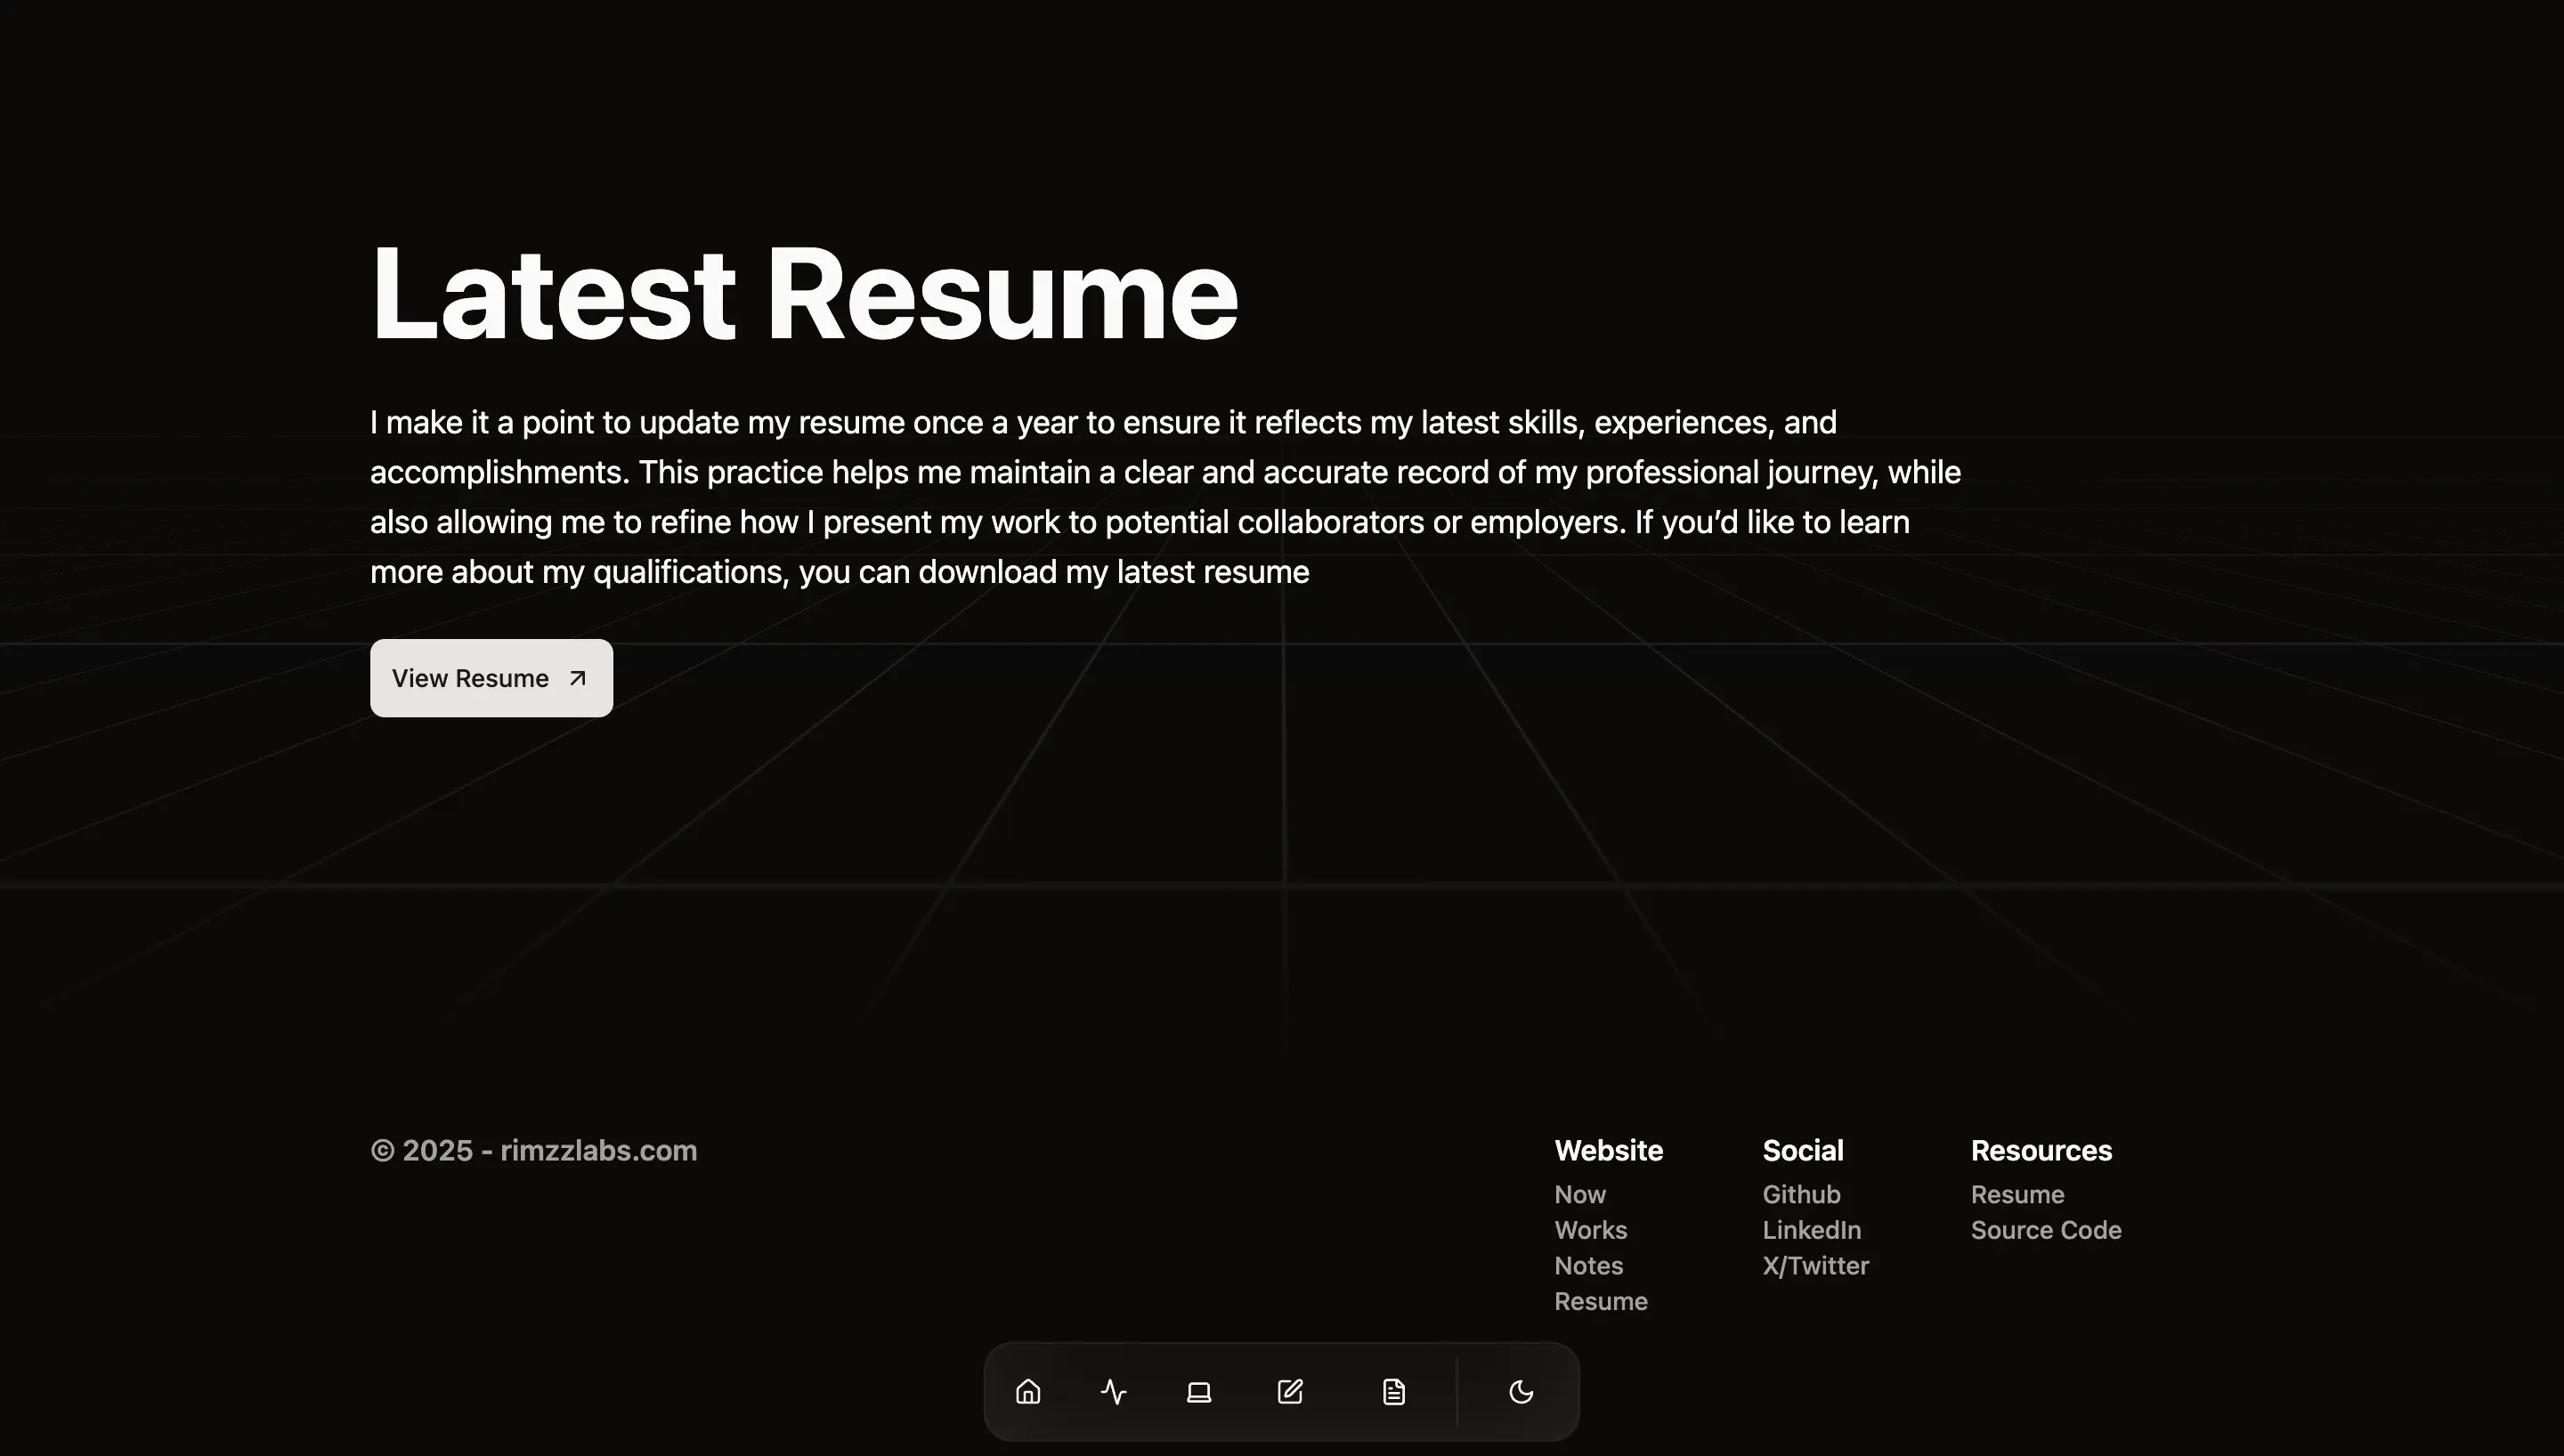 Latest Resume
I make it a point to update my resume once a year to ensure it reflects my latest skills, experiences, and
accomplishments. This practice helps me maintain a clear and accurate record of my professional journey, while
also allowing me to refine how I present my work to potential collaborators or employers. If you’d like to learn
more about my qualifications, you can download my latest resume
View Resume
© 2025 - rimzzlabs.com
Website
Now
Works
Notes
Resume
Social
Github
LinkedIn
X/Twitter
Resources
Resume
Source Code